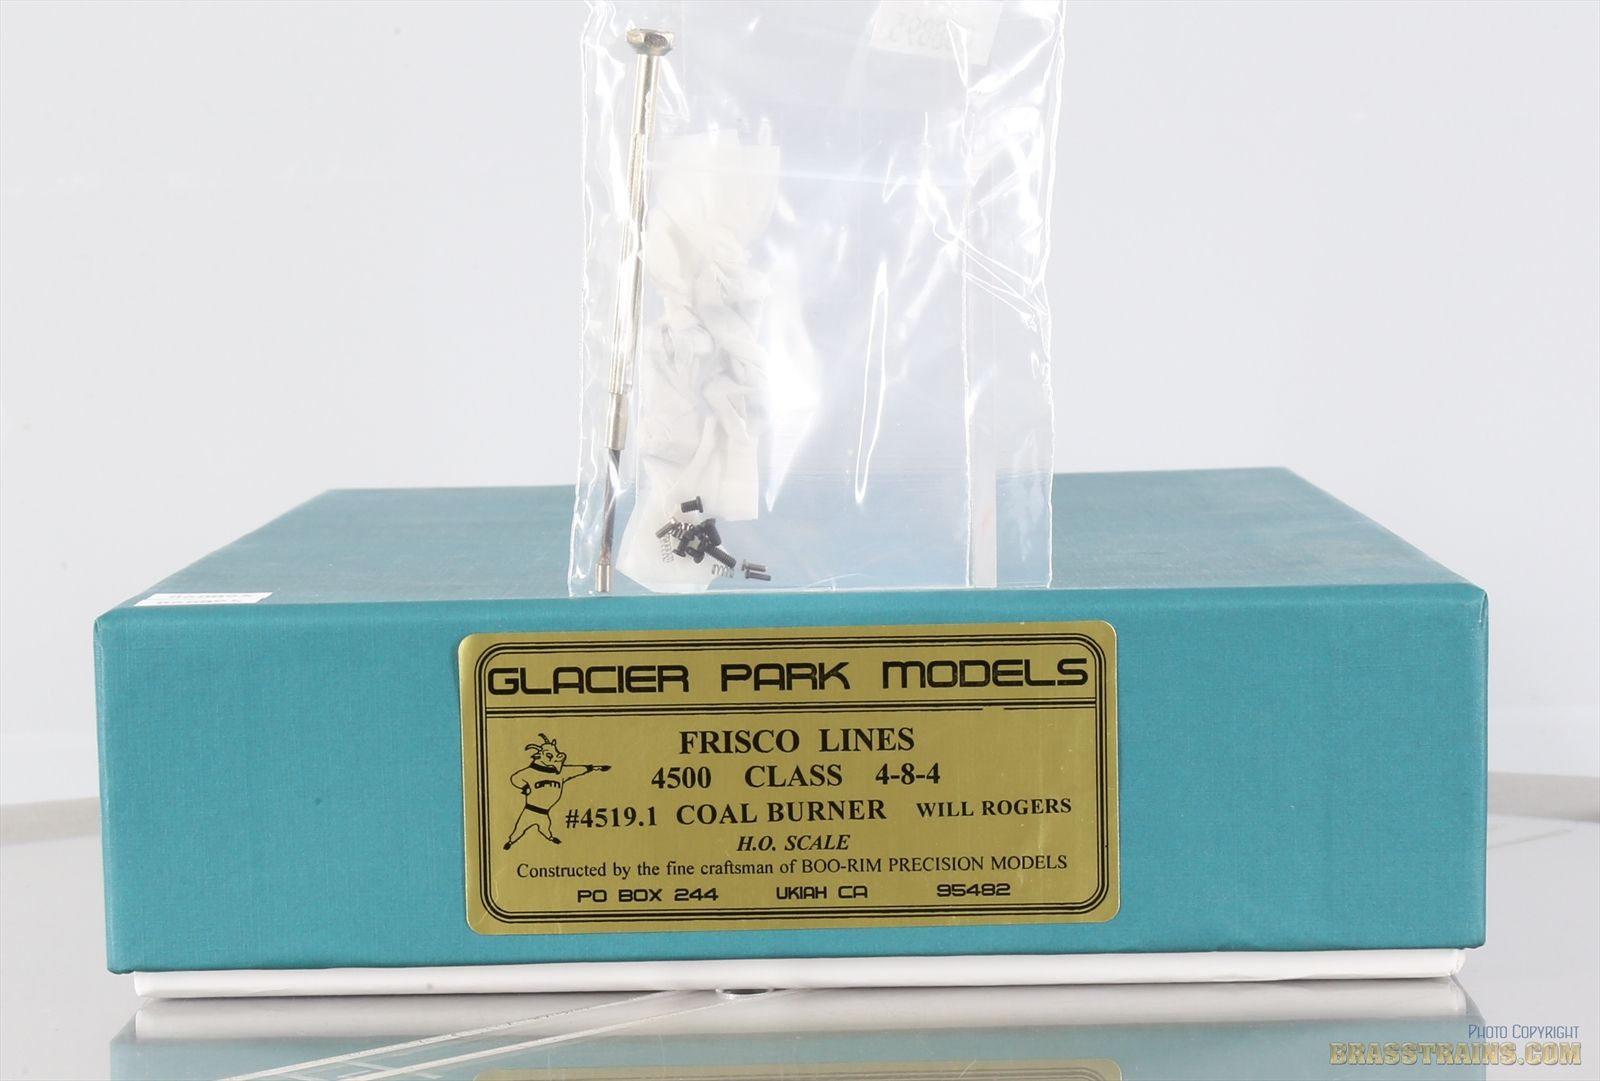 GLACIER PARK MODELS
FRISCO LINES
4500 CLASS 4-8-4
#4519.1 COAL BURNER WILL ROGERS
H.O. SCALE
Constructed by the fine craftsman of BOO-RIM PRECISION MODELS
PO BOX 244 UKIAH CA 95482
PHOTO COPYRIGHT
BRASSTRAINS.COM